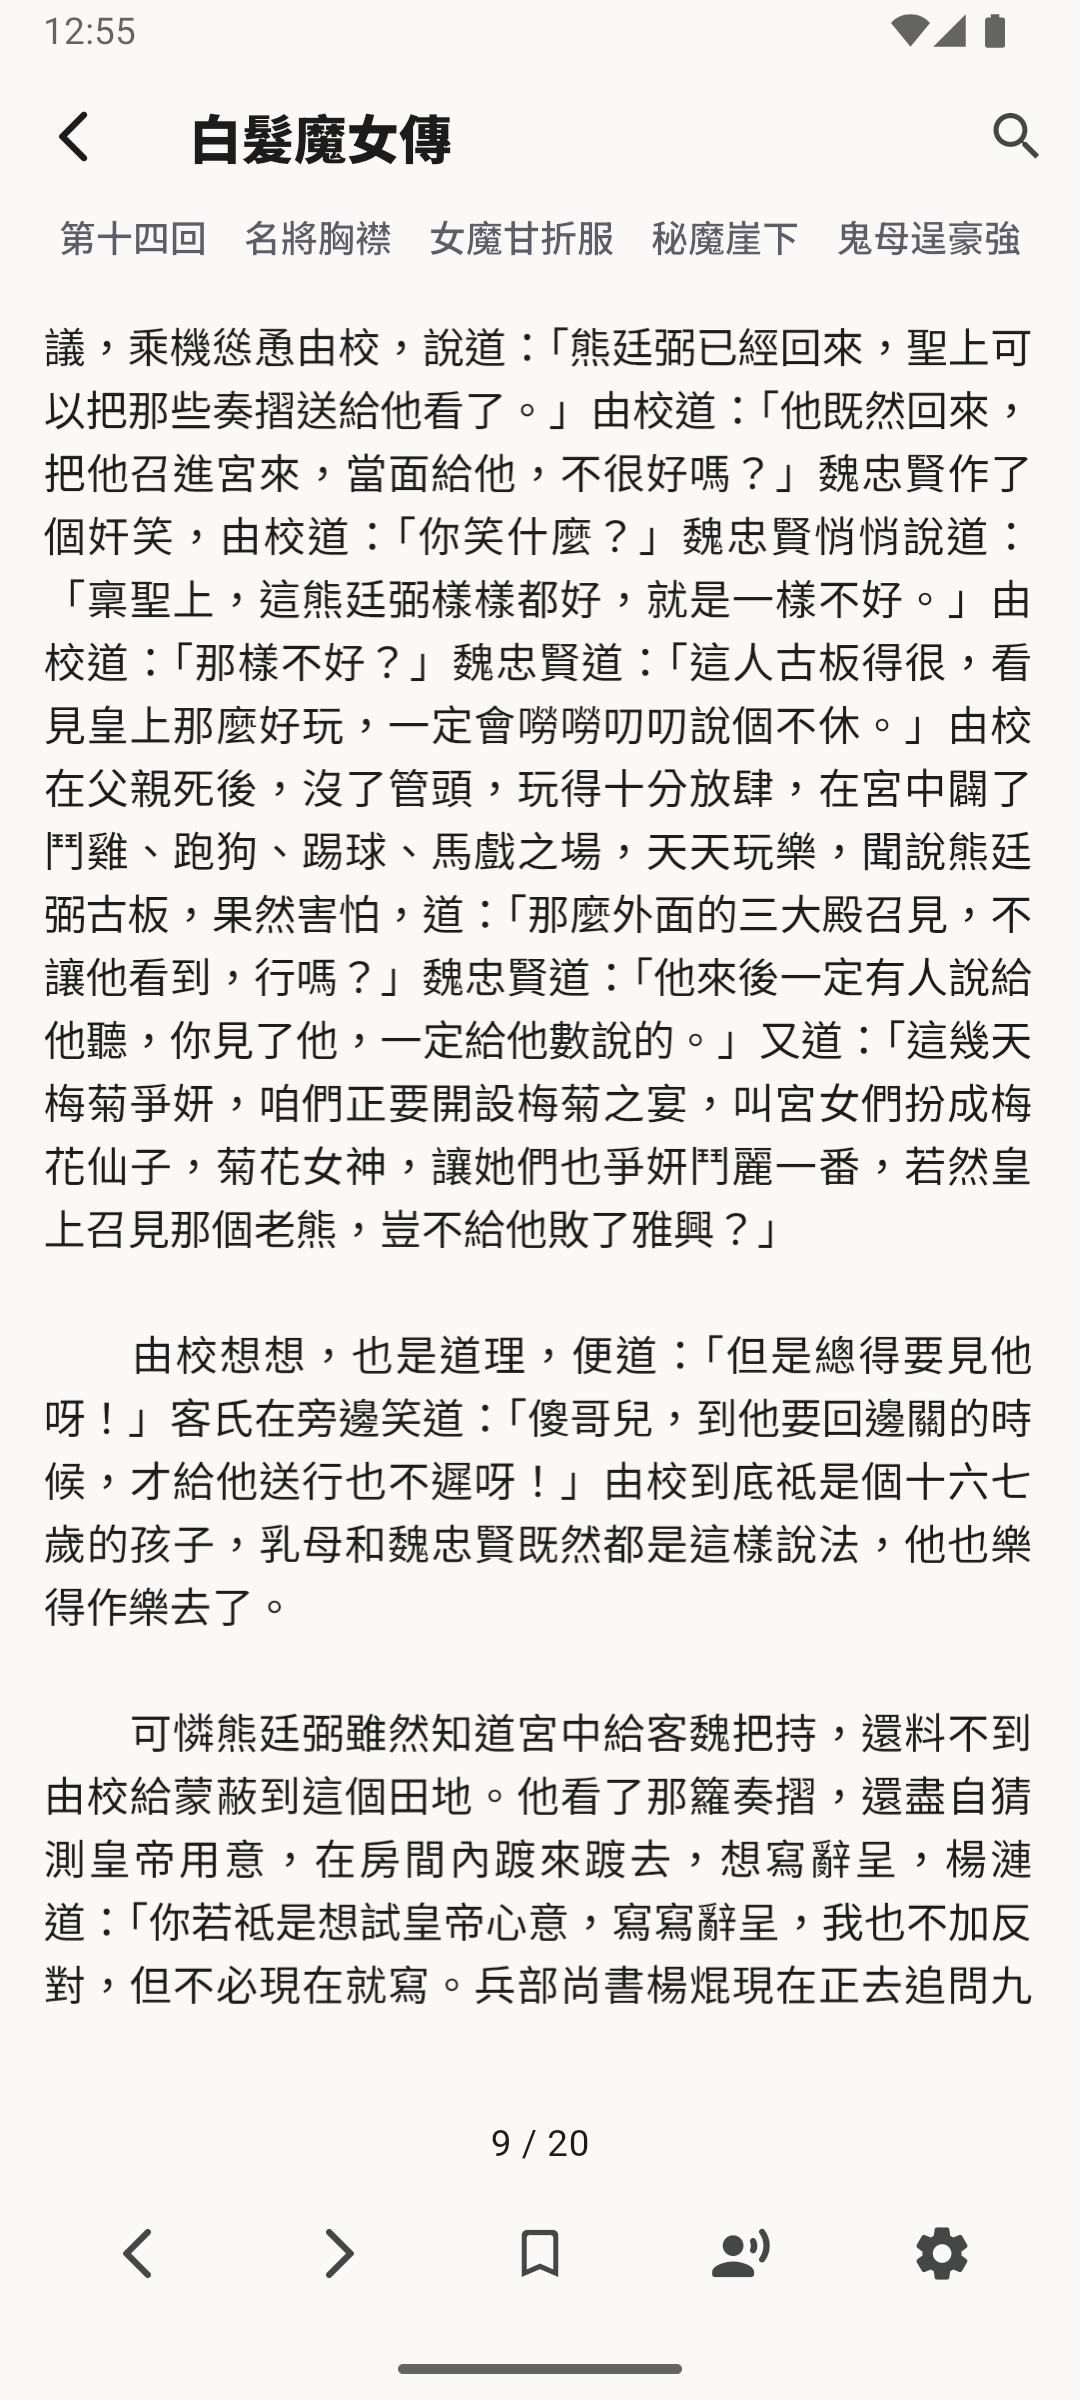 12:55
白髮魔女傳
第十四回 名將胸襟 女魔甘折服 秘魔崖下 鬼母逞豪強
議，乘機慫恿由校，說道：「熊廷弼已經回來，聖上可
以把那些奏摺送給他看了。」由校道：「他既然回來，
把他召進宮來，當面給他，不很好嗎？」魏忠賢作了
個奸笑，由校道：「你笑什麼？」魏忠賢悄悄說道：
「稟聖上，這熊廷弼樣樣都好，就是一樣不好。」由
校道：「那樣不好？」魏忠賢道：「這人古板得很，看
見皇上那麼好玩，一定會嘮嘮叨叨說個不休。」由校
在父親死後，沒了管頭，玩得十分放肆，在宮中闢了
鬥雞、跑狗、踢球、馬戲之場，天天玩樂，聞說熊廷
弼古板，果然害怕，道：「那麼外面的三大殿召見，不
讓他看到，行嗎？」魏忠賢道：「他來後一定有人說給
他聽，你見了他，一定給他數說的。」又道：「這幾天
梅菊爭妍，咱們正要開設梅菊之宴，叫宮女們扮成梅
花仙子，菊花女神，讓她們也爭妍鬥麗一番，若然皇
上召見那個老熊，豈不給他敗了雅興？」
由校想想，也是道理，便道：「但是總得要見他
呀！」客氏在旁邊笑道：「傻哥兒，到他要回邊關的時
候，才給他送行也不遲呀！」由校到底祗是個十六七
歲的孩子，乳母和魏忠賢既然都是這樣說法，他也樂
得作樂去了。
可憐熊廷弼雖然知道宮中給客魏把持，還料不到
由校給蒙蔽到這個田地。他看了那籮奏摺，還盡自猜
測皇帝用意，在房間內踱來踱去，想寫辭呈，楊漣
道：「你若祗是想試皇帝心意，寫寫辭呈，我也不加反
對，但不必現在就寫。兵部尚書楊焜現在正去追問九
9 / 20